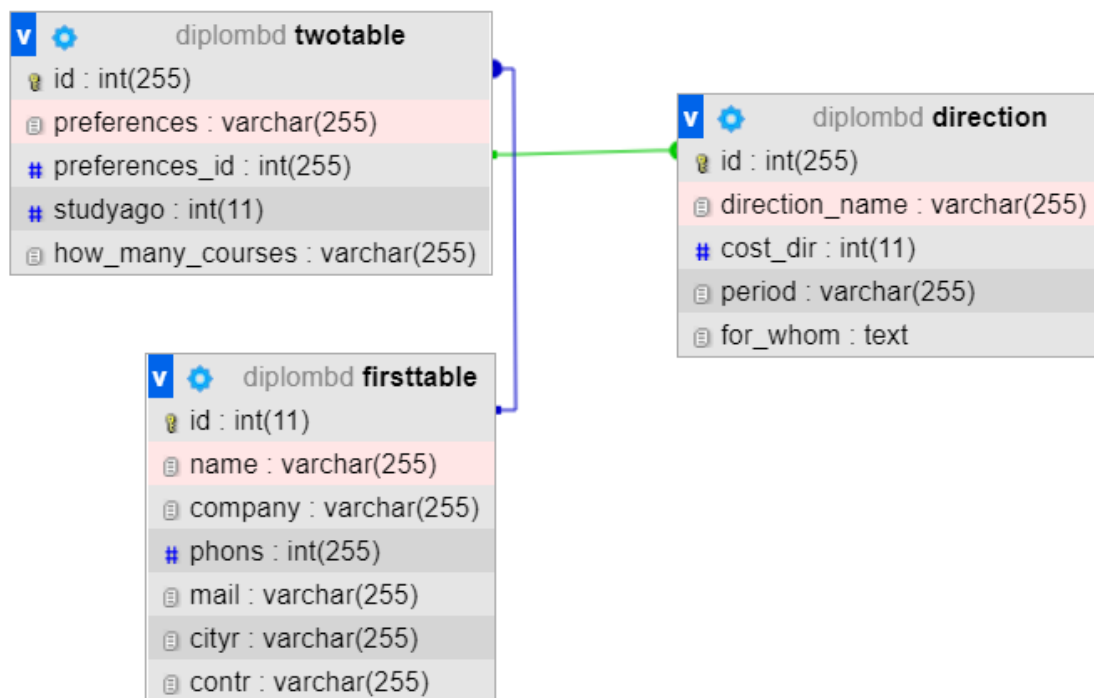 v diplombd twotable
id : int(255)
preferences : varchar(255)
# preferences_id : int(255)
# studyago : int(11)
how_many_courses : varchar(255)
v diplombd direction
id : int(255)
direction_name : varchar(255)
# cost_dir : int(11)
period : varchar(255)
for_whom : text
v diplombd firsttable
id : int(11)
name : varchar(255)
company : varchar(255)
# phons : int(255)
mail : varchar(255)
cityr : varchar(255)
contr : varchar(255)